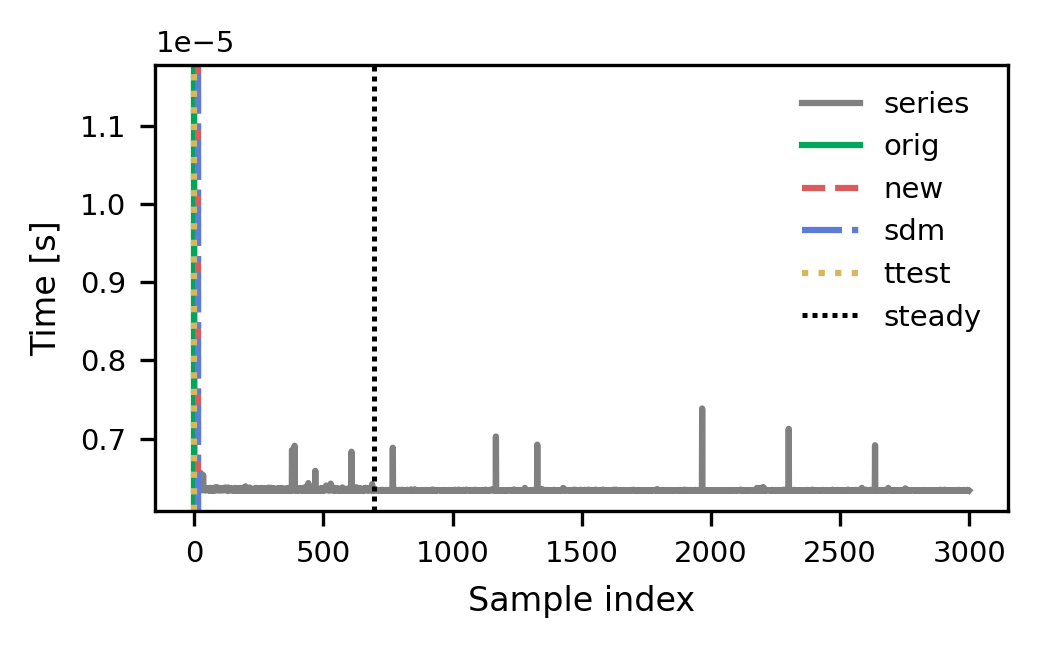 1e−5
1.1
1.0
0.9
0.8
0.7
Time [s]
series
orig
new
sdm
ttest
steady
0 500 1000 1500 2000 2500 3000
Sample index